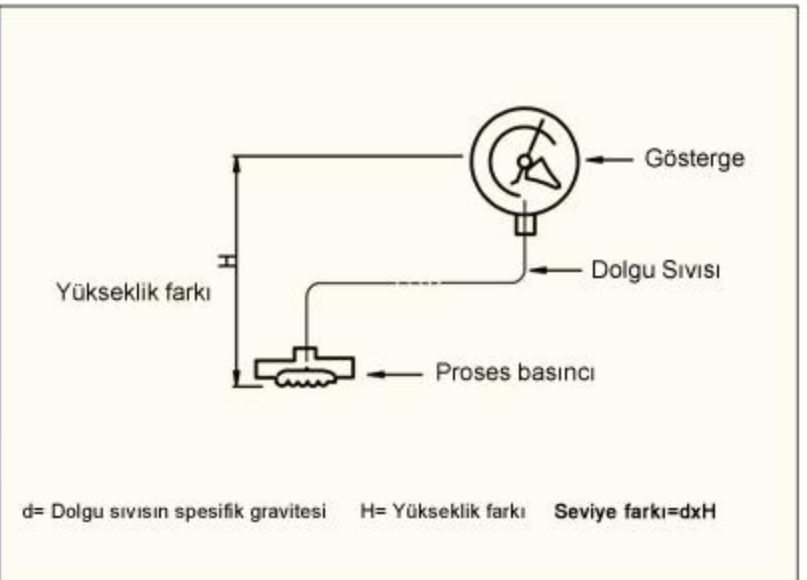 Gösterge
Dolgu Sıvısı
H
Yükseklik farkı
Proses basıncı
d= Dolgu sıvısın spesifik gravitesi H= Yükseklik farkı Seviye farkı=dxH